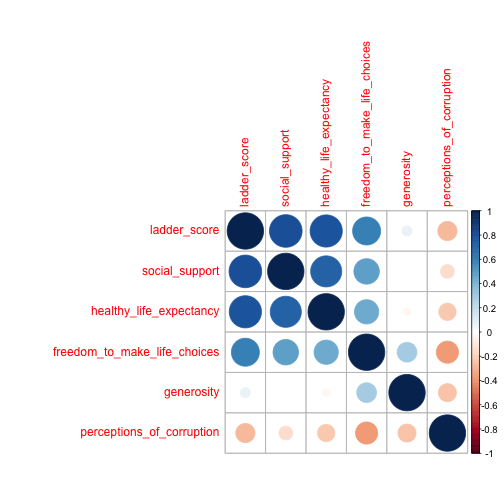 ladder_score
social_support
healthy_life_expectancy
freedom_to_make_life_choices
generosity
perceptions_of_corruption
ladder_score
social_support
healthy_life_expectancy
freedom_to_make_life_choices
generosity
perceptions_of_corruption
1
0.8
0.6
0.4
0.2
0
-0.2
-0.4
-0.6
-0.8
-1